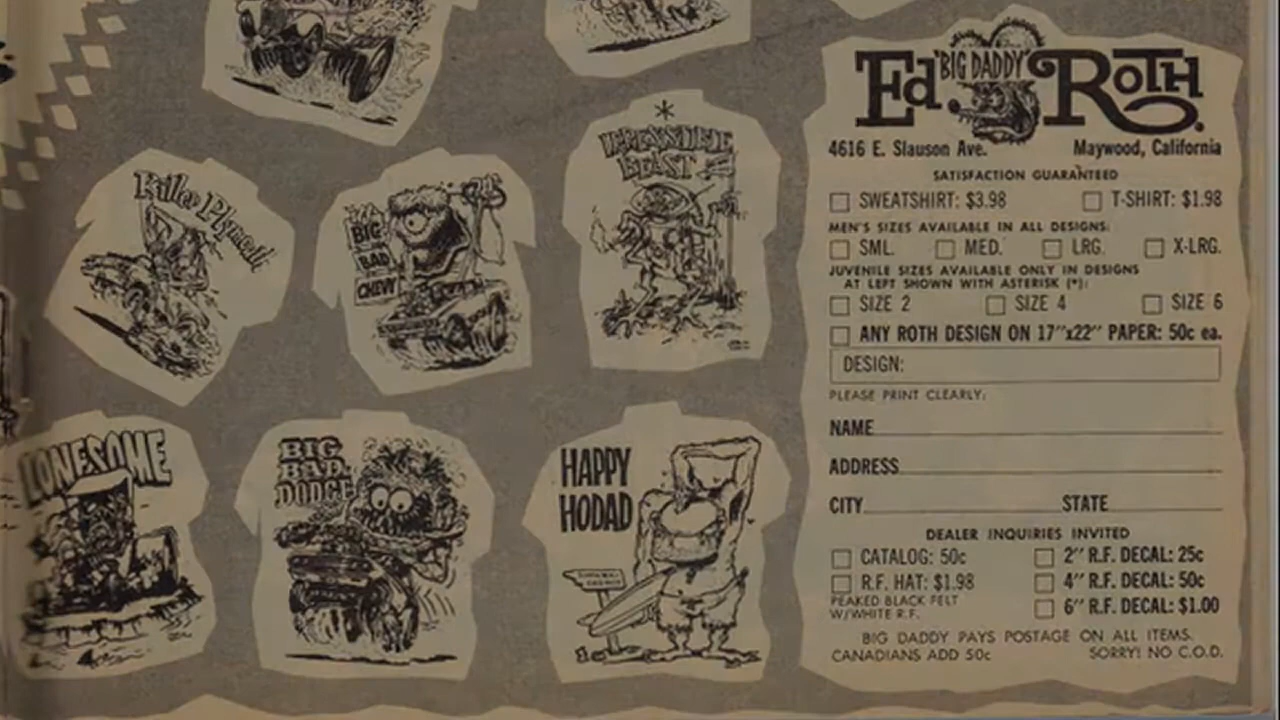 Killer Plymouth
"A
BIG
BAD
CHEVY
*
BEAST
LONESOME
BIG
BAD
DODGE
HAPPY
HODAD
Ed. "BIG DADDY" ROTH.
4616 E. Slauson Ave. Maywood, California
SATISFACTION GUARANTEED
SWEATSHIRT: $3.98 T-SHIRT: $1.98
MEN'S SIZES AVAILABLE IN ALL DESIGNS:
SML. MED. LRG. X-LRG.
JUVENILE SIZES AVAILABLE ONLY IN DESIGNS
AT LEFT SHOWN WITH ASTERISK (*):
SIZE 2 SIZE 4 SIZE 6
ANY ROTH DESIGN ON 17"x22" PAPER: 50c ea.
DESIGN:
PLEASE PRINT CLEARLY:
NAME
ADDRESS
CITY STATE
DEALER INQUIRIES INVITED
CATALOG: 50c 2" R.F. DECAL: 25c
R.F. HAT: $1.98 4" R.F. DECAL: 50c
PEAKED BLACK FELT
W/WHITE R.F. 6" R.F. DECAL: $1.00
BIG DADDY PAYS POSTAGE ON ALL ITEMS.
CANADIANS ADD 50c SORRY! NO C.O.D.